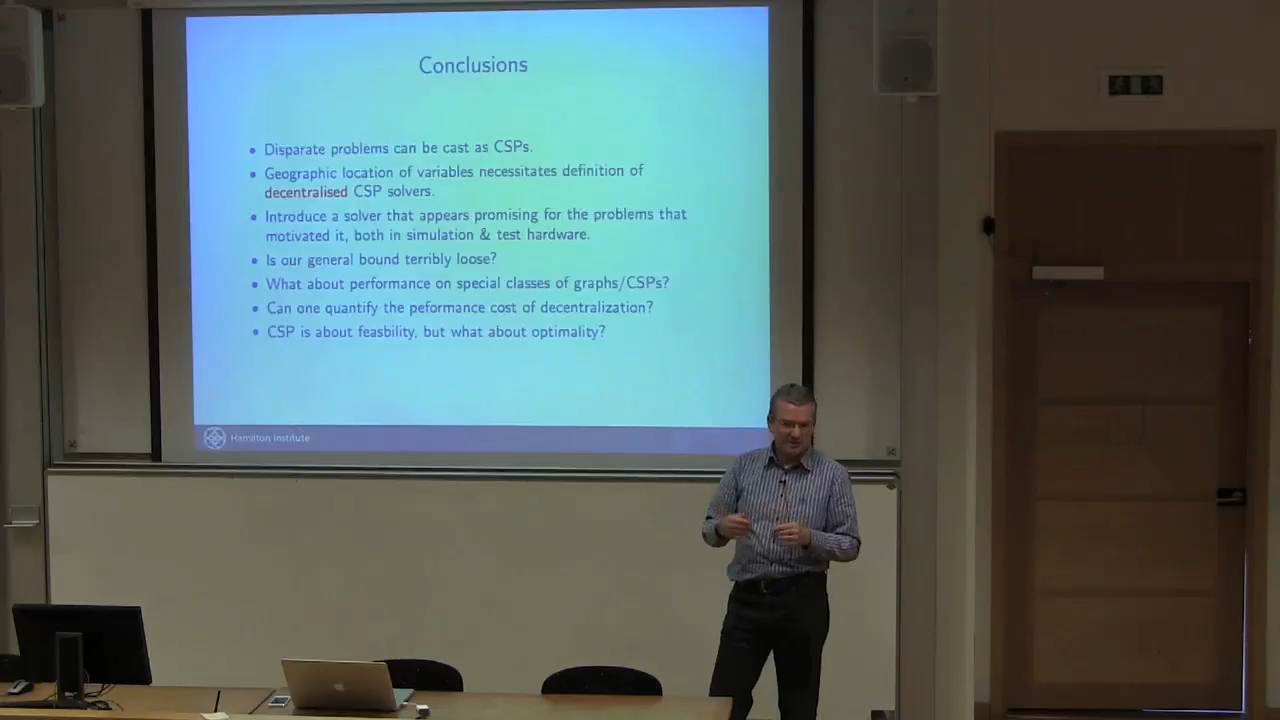 Conclusions
• Disparate problems can be cast as CSPs.
• Geographic location of variables necessitates definition of
decentralised CSP solvers.
• Introduce a solver that appears promising for the problems that
motivated it, both in simulation & test hardware.
• Is our general bound terribly loose?
• What about performance on special classes of graphs/CSPs?
• Can one quantify the peformance cost of decentralization?
• CSP is about feasbility, but what about optimality?
Hamilton Institute